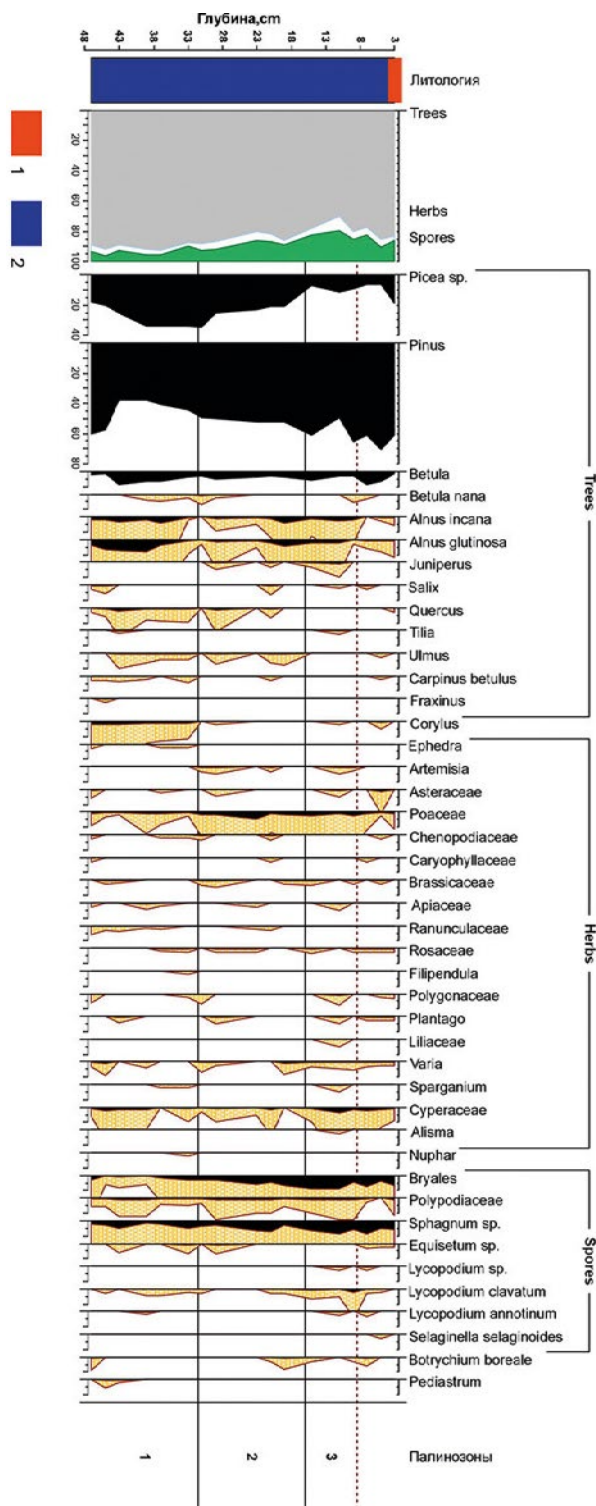 Глубина,cm
48 43 38 33 28 23 18 13 8 3
Литология
1
2
20 40 60 80 100
Trees
Herbs
Spores
20 40
Picea sp.
20 40 60 80
Pinus
Betula
Betula nana
Alnus incana
Alnus glutinosa
Juniperus
Salix
Quercus
Tilia
Ulmus
Carpinus betulus
Fraxinus
Corylus
Trees
Ephedra
Artemisia
Asteraceae
Poaceae
Chenopodiaceae
Caryophyllaceae
Brassicaceae
Apiaceae
Ranunculaceae
Rosaceae
Filipendula
Polygonaceae
Plantago
Liliaceae
Varia
Sparganium
Cyperaceae
Alisma
Nuphar
Herbs
Bryales
Polypodiaceae
Sphagnum sp.
Equisetum sp.
Lycopodium sp.
Lycopodium clavatum
Lycopodium annotinum
Selaginella selaginoides
Spores
Botrychium boreale
Pediastrum
1 2 3
Палинозоны